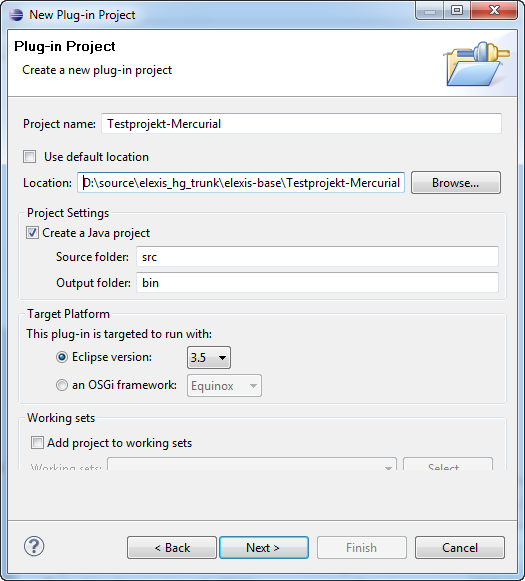 New Plug-in Project
Plug-in Project
Create a new plug-in project
Project name: Testprojekt-Mercurial
Use default location
Location: D:\source\elexis_hg_trunk\elexis-base\Testprojekt-Mercurial Browse...
Project Settings
Create a Java project
Source folder: src
Output folder: bin
Target Platform
This plug-in is targeted to run with:
Eclipse version: 3.5
an OSGi framework: Equinox
Working sets
Add project to working sets
Working sets: Select...
? < Back Next > Finish Cancel